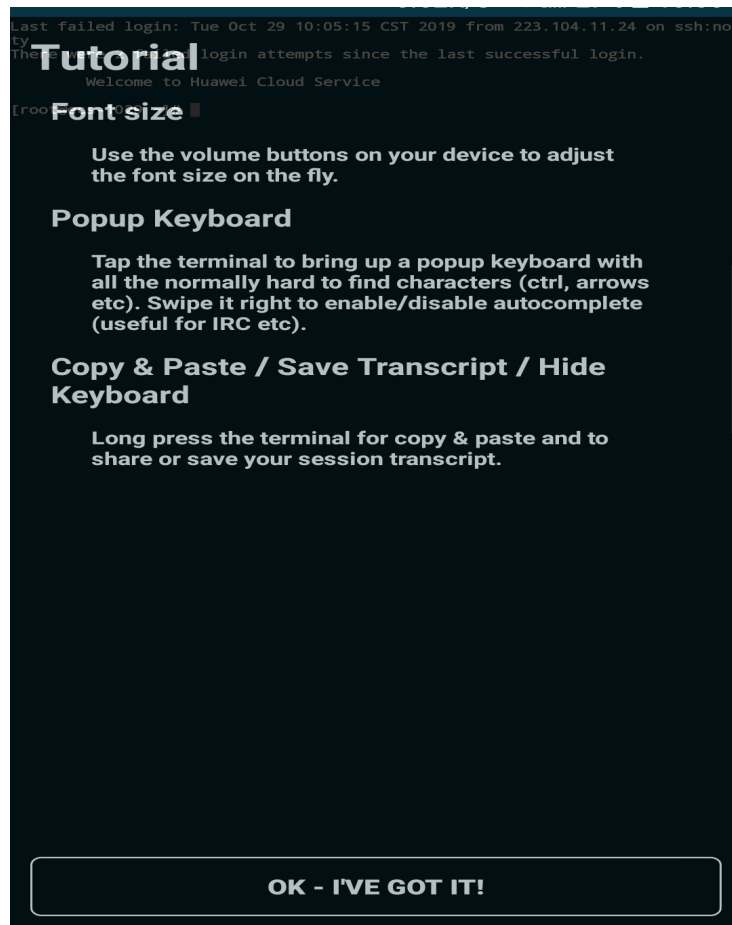 Last failed login: Tue Oct 29 10:05:15 CST 2019 from 223.104.11.24 on ssh:no
tty
Tutorial
There login attempts since the last successful login.
Welcome to Huawei Cloud Service
[root
Font size
Use the volume buttons on your device to adjust
the font size on the fly.
Popup Keyboard
Tap the terminal to bring up a popup keyboard with
all the normally hard to find characters (ctrl, arrows
etc). Swipe it right to enable/disable autocomplete
(useful for IRC etc).
Copy & Paste / Save Transcript / Hide
Keyboard
Long press the terminal for copy & paste and to
share or save your session transcript.
OK - I'VE GOT IT!